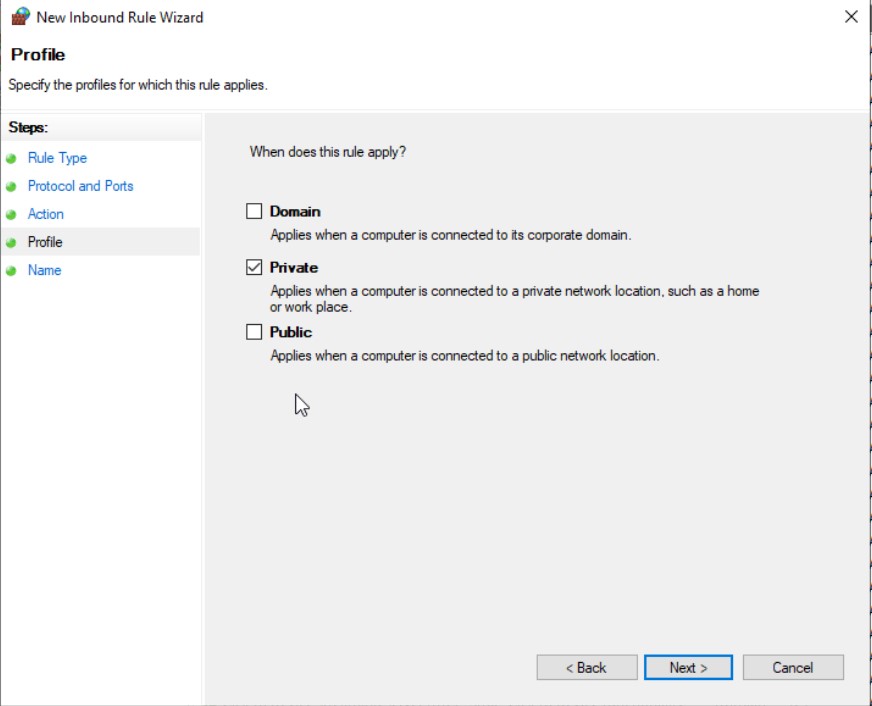 New Inbound Rule Wizard
Profile
Specify the profiles for which this rule applies.
Steps:
Rule Type
Protocol and Ports
Action
Profile
Name
When does this rule apply?
Domain
Applies when a computer is connected to its corporate domain.
Private
Applies when a computer is connected to a private network location, such as a home
or work place.
Public
Applies when a computer is connected to a public network location.
< Back
Next >
Cancel